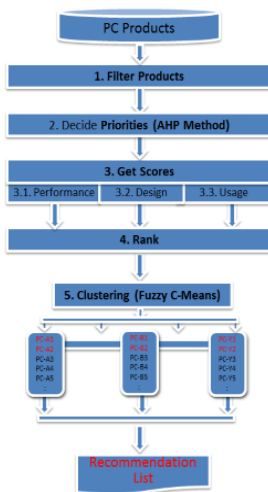 PC Products
1. Filter Products
2. Decide Priorities (AHP Method)
3. Get Scores
3.1. Performance 3.2. Design 3.3. Usage
4. Rank
5. Clustering (Fuzzy C-Means)
PC-A1 PC-B1 PC-Y1
PC-A2 PC-B2 PC-Y2
PC-A3 PC-B3 PC-Y3
PC-A4 PC-B4 PC-Y4
PC-A5 PC-B5 PC-Y5
: : :
Recommendation
List